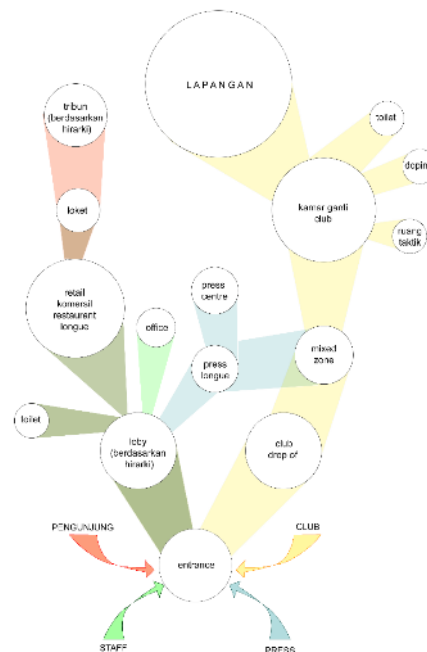 LAPANGAN
tribun
(berdasarkan
hirarki)
toilet
dopin
loket
kamar ganti
club
ruang
taktik
retail
komersil
restaurant
longue
press
centre
office
mixed
zone
press
longue
toilet
loby
(berdasarkan
hirarki)
club
drop of
PENGUNJUNG
CLUB
entrance
STAFF
PRESS